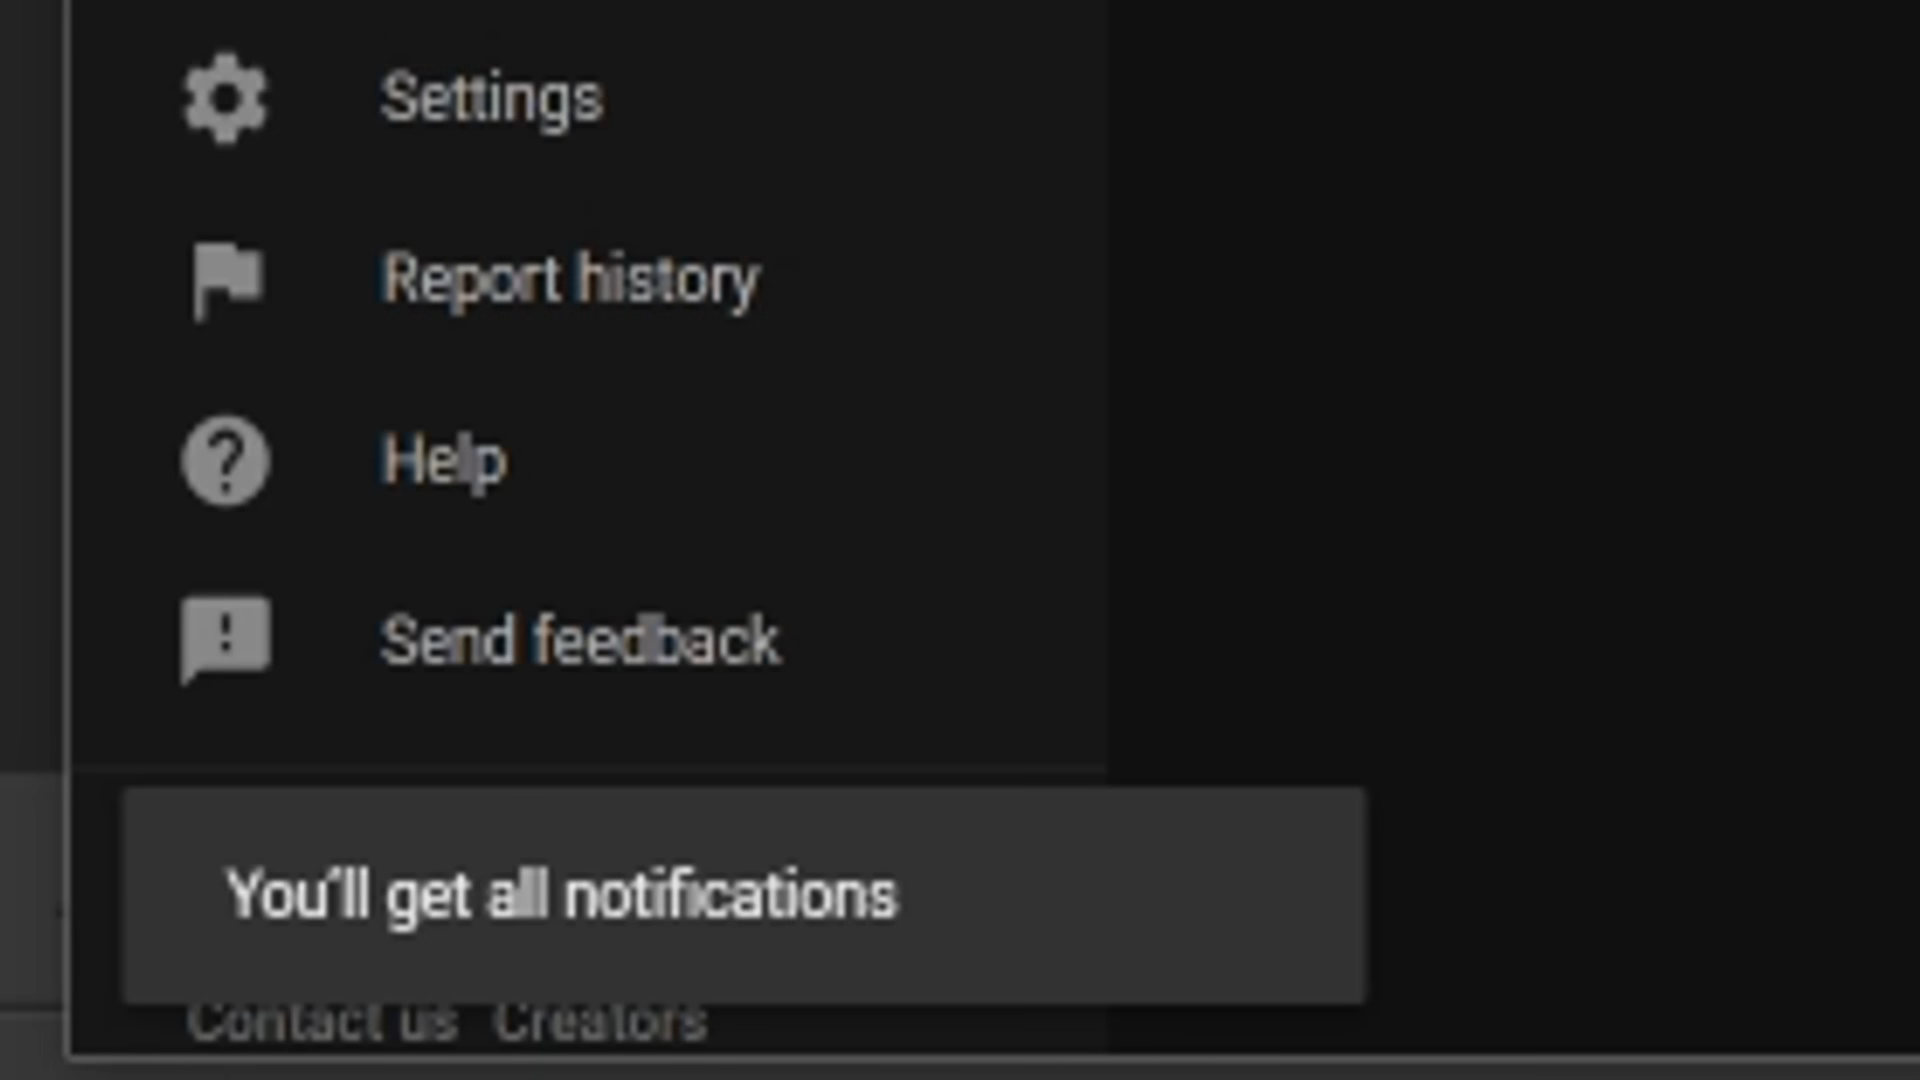 Settings
Report history
Help
Send feedback
You'll get all notifications
Contact us Creators